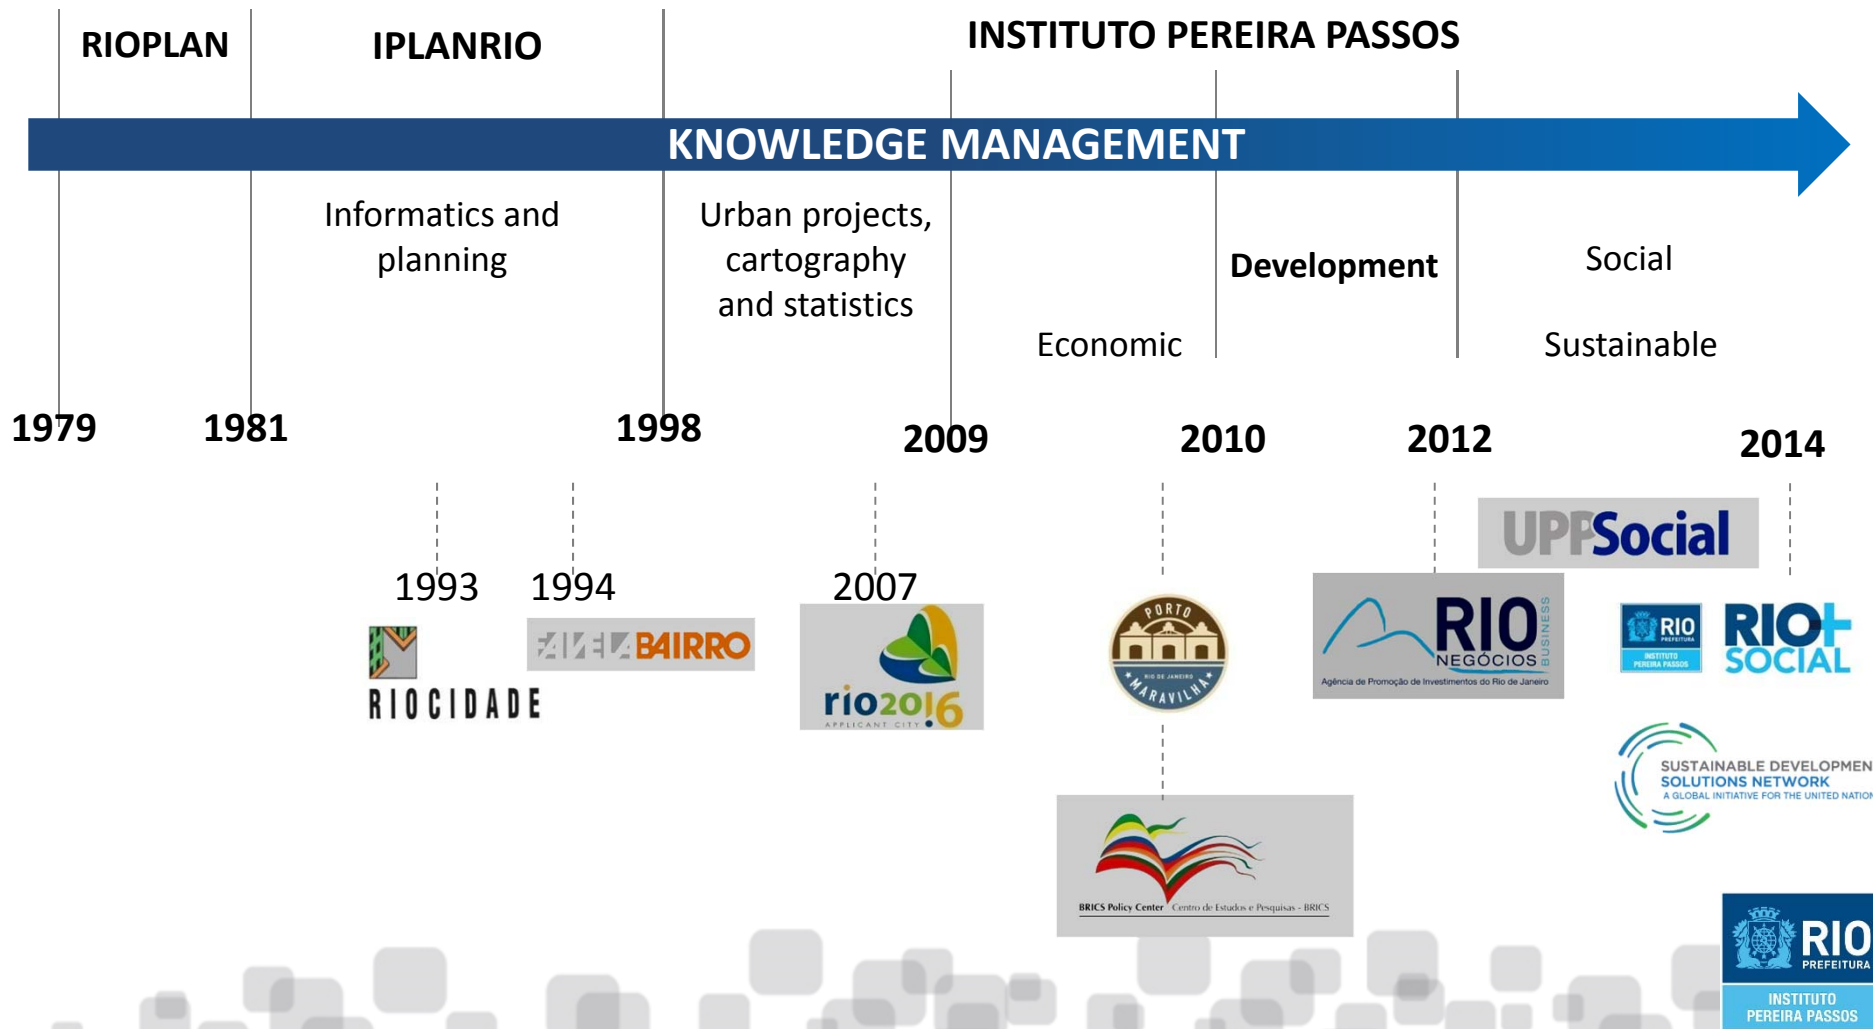 RIOPLAN
IPLANRIO
INSTITUTO PEREIRA PASSOS
KNOWLEDGE MANAGEMENT
Informatics and
planning
Urban projects,
cartography
and statistics
Economic
Development
Social
Sustainable
1979
1981
1998
2009
2010
2012
2014
1993
1994
2007
RIOCIDADE
FAVELA BAIRRO
rio2016
APPLICANT CITY
PORTO
RIO DE JANEIRO
MARAVILHA
BRICS Policy Center Centro de Estudos e Pesquisas - BRICS
RIO
NEGÓCIOS
BUSINESS
Agência de Promoção de Investimentos do Rio de Janeiro
UPPSocial
RIO
PREFEITURA
INSTITUTO
PEREIRA PASSOS
RIO+
SOCIAL
SUSTAINABLE DEVELOPMEN
SOLUTIONS NETWORK
A GLOBAL INITIATIVE FOR THE UNITED NATION
RIO
PREFEITURA
INSTITUTO
PEREIRA PASSOS